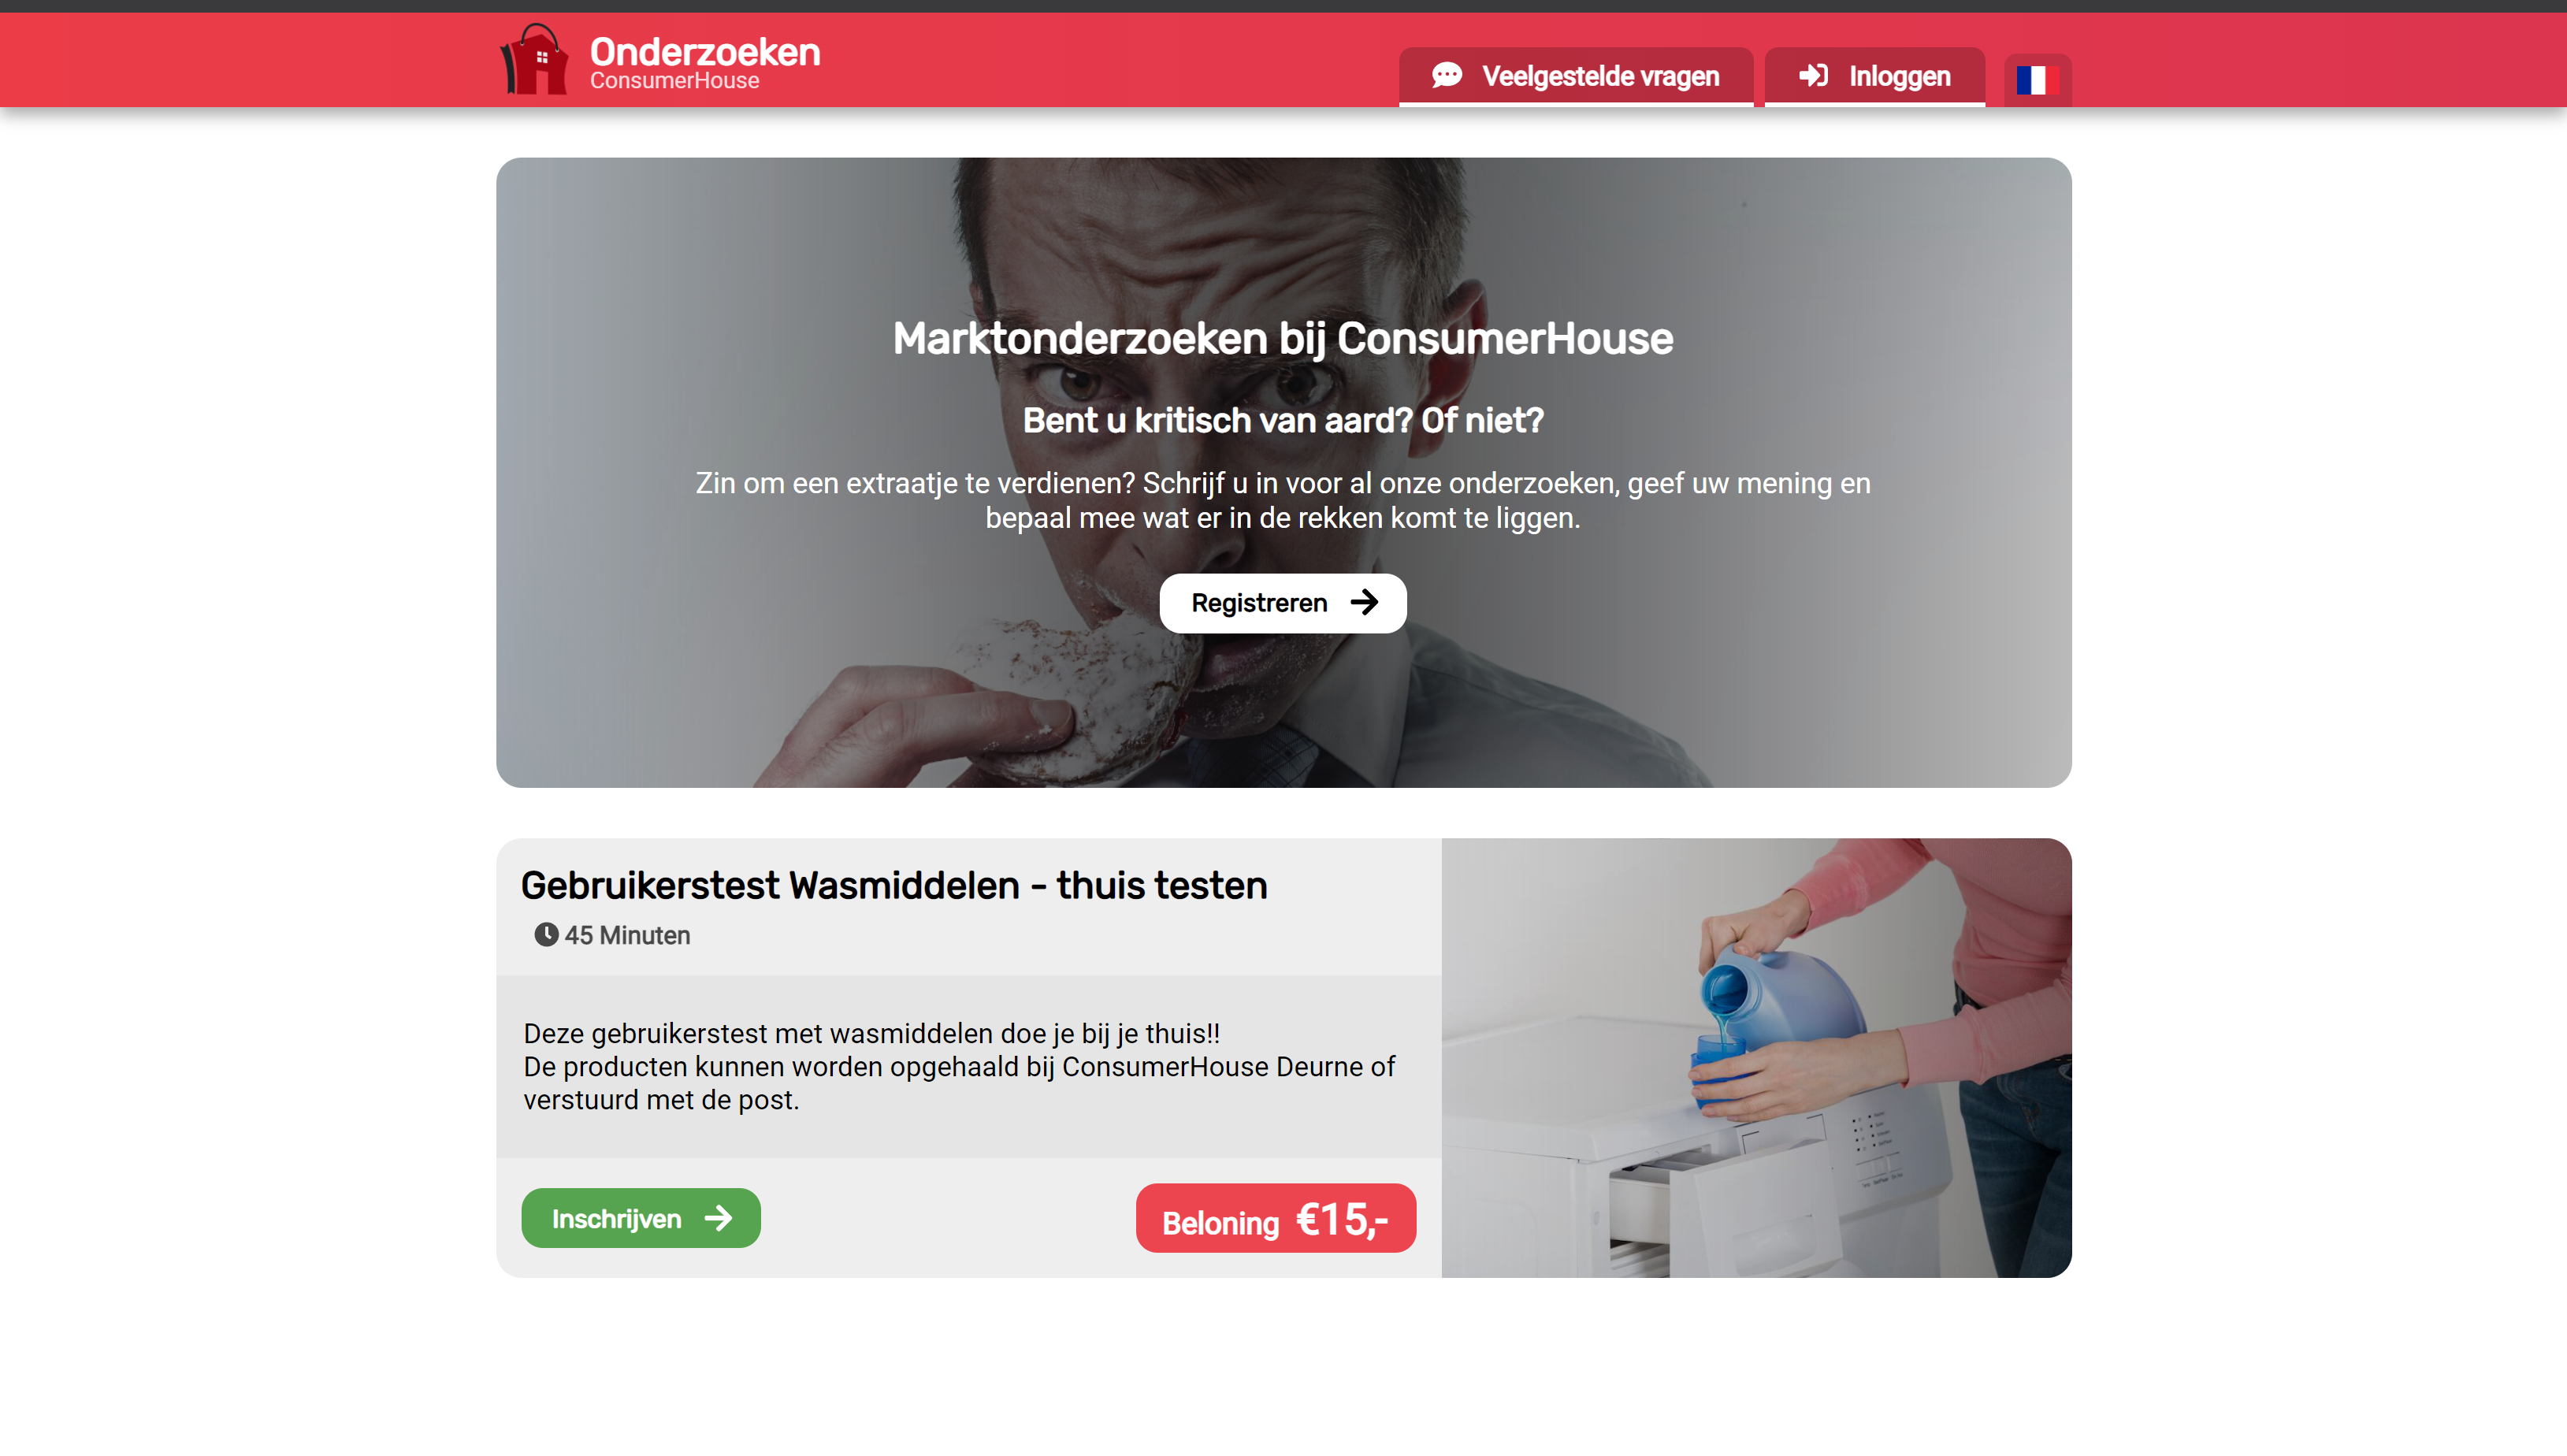 Onderzoeken
ConsumerHouse
Veelgestelde vragen
Inloggen
Marktonderzoeken bij ConsumerHouse
Bent u kritisch van aard? Of niet?
Zin om een extraatje te verdienen? Schrijf u in voor al onze onderzoeken, geef uw mening en
bepaal mee wat er in de rekken komt te liggen.
Registreren
Gebruikerstest Wasmiddelen - thuis testen
45 Minuten
Deze gebruikerstest met wasmiddelen doe je bij je thuis!!
De producten kunnen worden opgehaald bij ConsumerHouse Deurne of
verstuurd met de post.
Inschrijven
Beloning €15,-